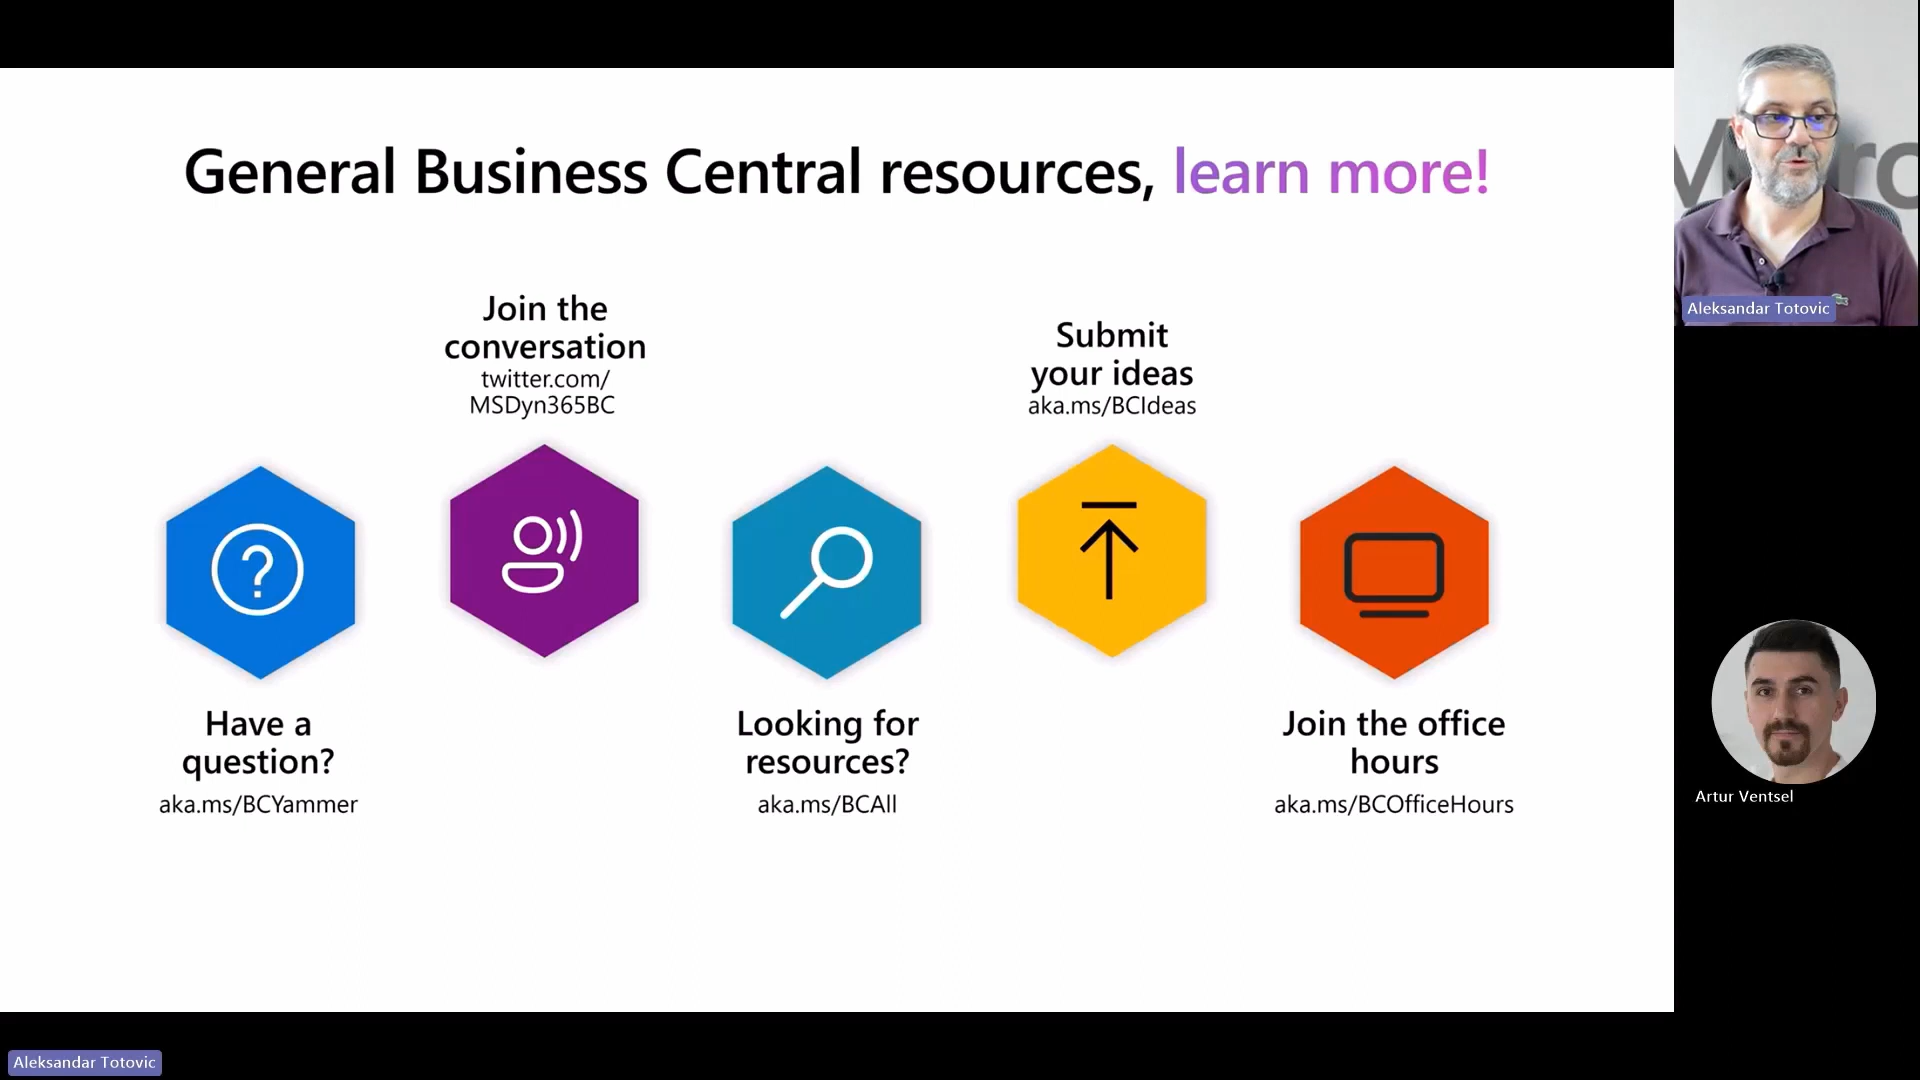 General Business Central resources, learn more!
Join the
conversation
twitter.com/
MSDyn365BC
Submit
your ideas
aka.ms/BCIdeas
Have a
question?
aka.ms/BCYammer
Looking for
resources?
aka.ms/BCAll
Join the office
hours
aka.ms/BCOfficeHours
Aleksandar Totovic
Artur Ventsel
Aleksandar Totovic